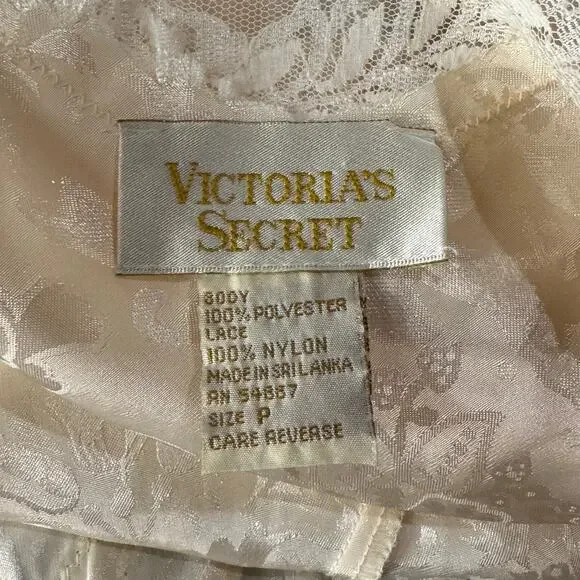 VICTORIA'S
SECRET
BODY
100% POLYESTER
LACE
100% NYLON
MADE IN SRI LANKA
RN 54867
SIZE P
CARE REVERSE